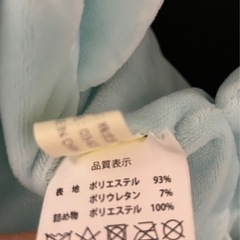 品質表示
表 地 ポリエステル 93%
ポリウレタン 7%
詰め物 ポリエステル 100%